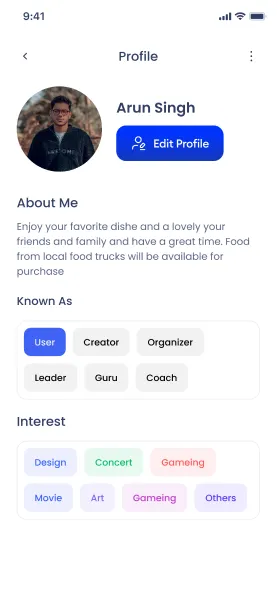 9:41
Profile
Arun Singh
Edit Profile
About Me
Enjoy your favorite dishe and a lovely your
friends and family and have a great time. Food
from local food trucks will be available for
purchase
Known As
User Creator Organizer
Leader Guru Coach
Interest
Design Concert Gameing
Movie Art Gameing Others